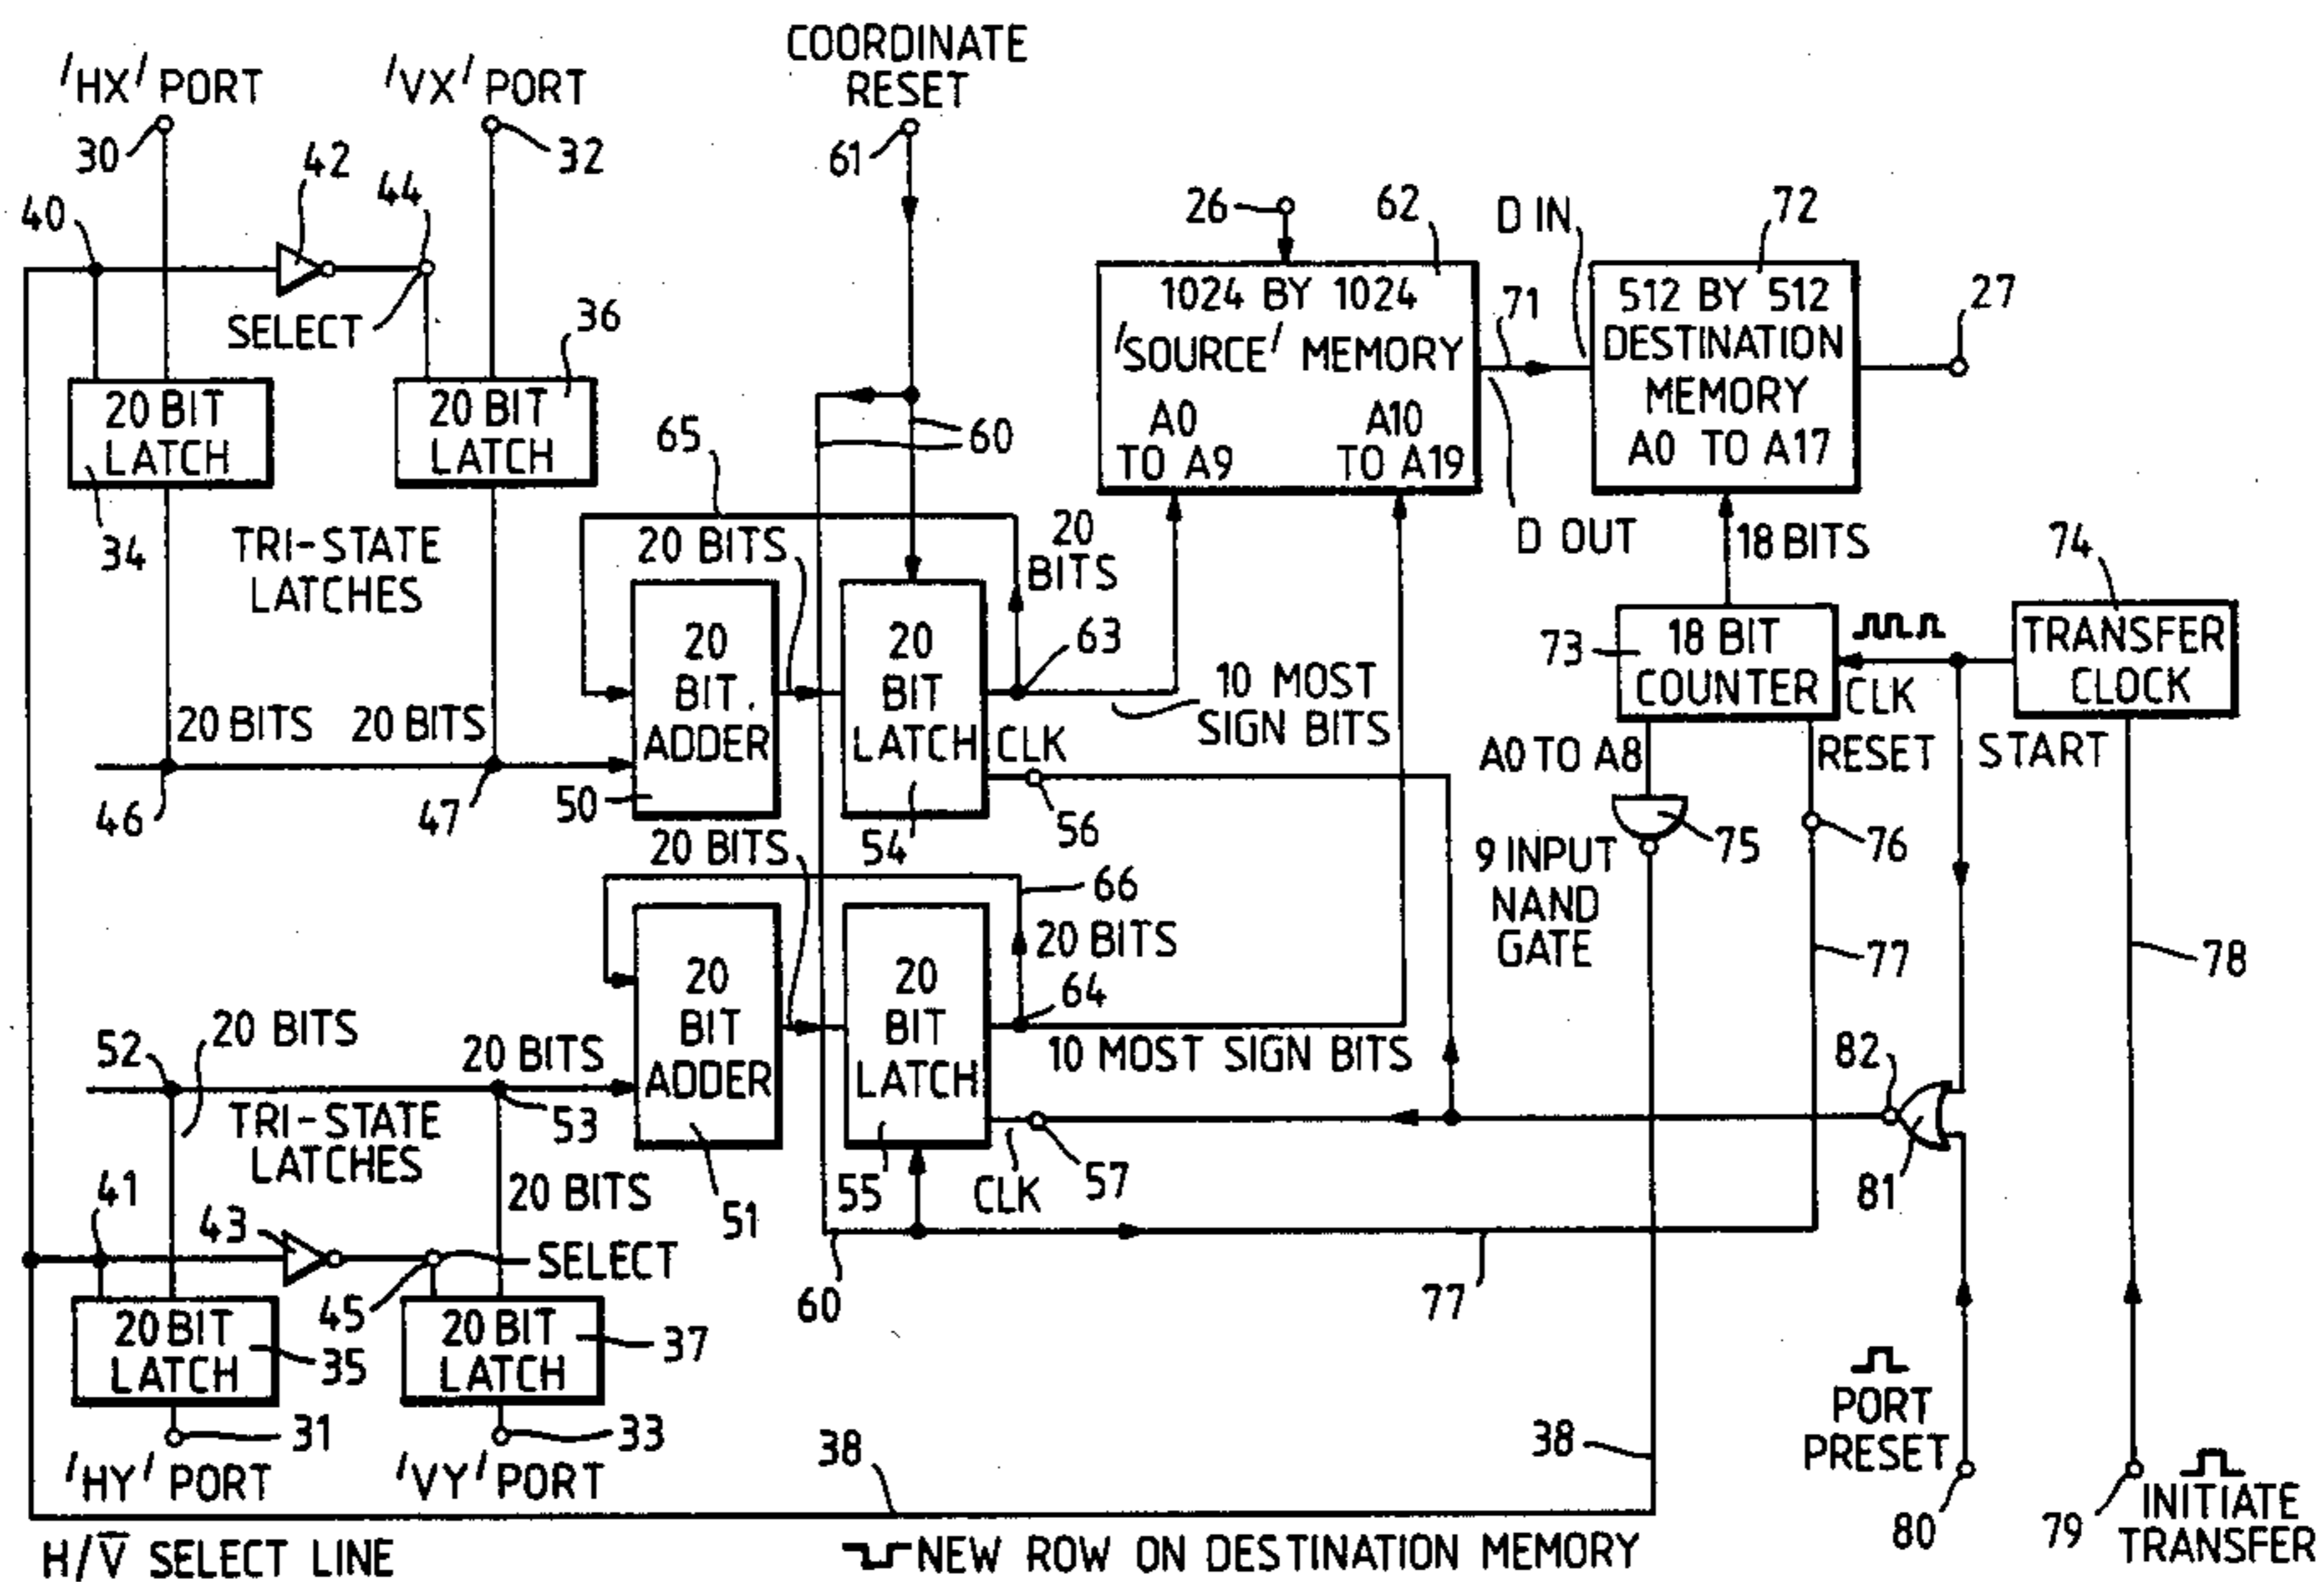 COORDINATE
RESET
'HX' PORT
'VX' PORT
30
32
61
42
44
40
SELECT
36
20 BIT
LATCH
34
20 BIT
LATCH
TRI-STATE
LATCHES
65
60
26
62
D IN
72
1024 BY 1024
'SOURCE' MEMORY
A0
TO A9
A10
TO A19
71
512 BY 512
DESTINATION
MEMORY
A0 TO A17
27
D OUT
18 BITS
74
20 BITS
20
BITS
20
BIT.
ADDER
20
BIT
LATCH
63
10 MOST
SIGN BITS
CLK
73
18 BIT
COUNTER
CLK
TRANSFER
CLOCK
20 BITS
20 BITS
46
47
50
54
56
A0 TO A8
RESET
START
75
76
9 INPUT
NAND
GATE
20 BITS
66
20 BITS
64
77
78
52
20 BITS
20 BITS
53
20
BIT
ADDER
20
BIT
LATCH
10 MOST SIGN BITS
82
81
TRI-STATE
LATCHES
41
43
20 BITS
51
55
CLK
57
SELECT
45
60
77
20 BIT
LATCH
35
20 BIT
LATCH
37
31
33
'HY' PORT
'VY' PORT
38
38
PORT
PRESET
80
79
INITIATE
TRANSFER
H/V̅ SELECT LINE
NEW ROW ON DESTINATION MEMORY